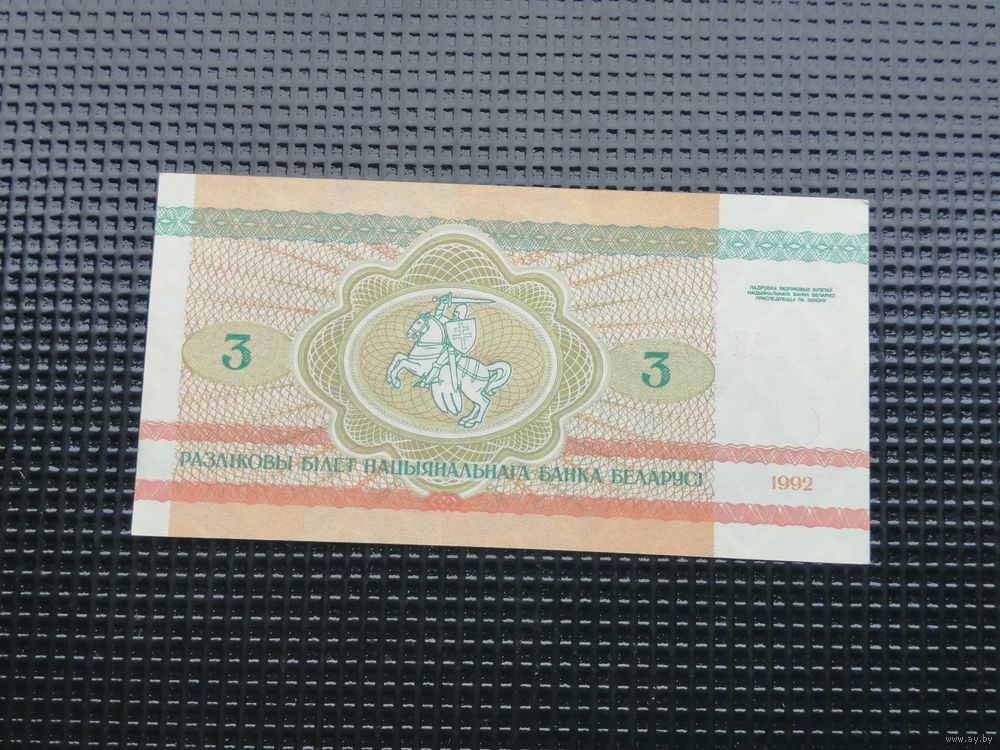 ПАДРОБКА РАЗЛІКОВЫХ БІЛЕТАЎ
НАЦЫЯНАЛЬНАГА БАНКА БЕЛАРУСІ
ПРАСЛЕДУЕЦЦА ПА ЗАКОНУ
3
3
РАЗЛІКОВЫ БІЛЕТ НАЦЫЯНАЛЬНАГА БАНКА БЕЛАРУСІ
1992
www.ay.by